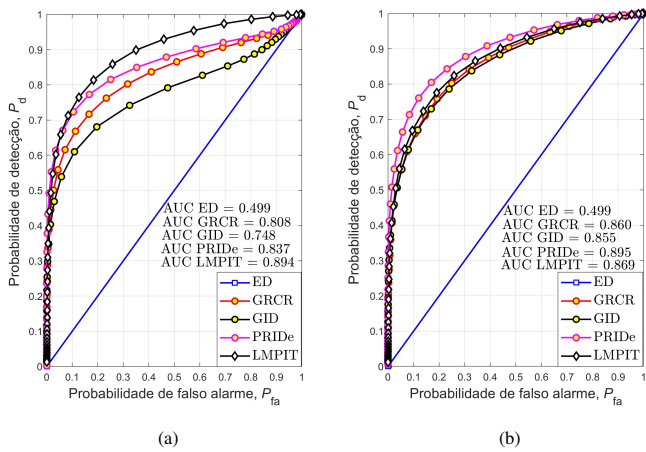 1
0.9
0.8
0.7
0.6
0.5
0.4
0.3
0.2
0.1
0
Probabilidade de detecção, Pd
AUC ED = 0.499
AUC GRCR = 0.808
AUC GID = 0.748
AUC PRIDe = 0.837
AUC LMPIT = 0.894
ED
GRCR
GID
PRIDe
LMPIT
0 0.1 0.2 0.3 0.4 0.5 0.6 0.7 0.8 0.9 1
Probabilidade de falso alarme, Pfa
(a)
1
0.9
0.8
0.7
0.6
0.5
0.4
0.3
0.2
0.1
0
Probabilidade de detecção, Pd
AUC ED = 0.499
AUC GRCR = 0.860
AUC GID = 0.855
AUC PRIDe = 0.895
AUC LMPIT = 0.869
ED
GRCR
GID
PRIDe
LMPIT
0 0.1 0.2 0.3 0.4 0.5 0.6 0.7 0.8 0.9 1
Probabilidade de falso alarme, Pfa
(b)